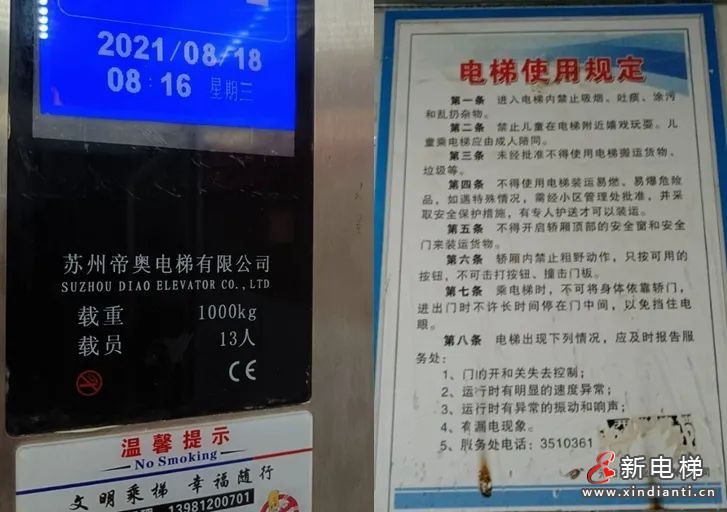 2021/08/18
08:16 星期三
苏州帝奥电梯有限公司
SUZHOU DIAO ELEVATOR CO., LTD
载重 1000kg
载员 13人
CE
温馨提示
No Smoking
文明乘梯 幸福随行
13981200701
电梯使用规定
第一条 进入电梯内禁止吸烟、吐痰、涂污
和乱扔杂物。
第二条 禁止儿童在电梯附近嬉戏玩耍。儿
童乘电梯应由成人陪同。
第三条 未经批准不得使用电梯搬运货物、
垃圾等。
第四条 不得使用电梯装运易燃、易爆危险
品，如遇特殊情况，需经小区管理处批准，并采
取安全保护措施，有专人护送才可以装运。
第五条 不得开启轿厢顶部的安全窗和安全
门来装运货物。
第六条 轿厢内禁止粗野动作，只按可用的
按钮，不可击打按钮、撞击门板。
第七条 乘电梯时，不可将身体依靠轿门，
进出门时不许长时间停在门中间，以免挡住电
眼。
第八条 电梯出现下列情况，应及时报告服
务处：
1、门的开和关失去控制；
2、运行时有明显的速度异常；
3、运行时有异常的振动和响声；
4、有漏电现象。
5、服务处电话：3510361
新电梯
www.xindianti.cn